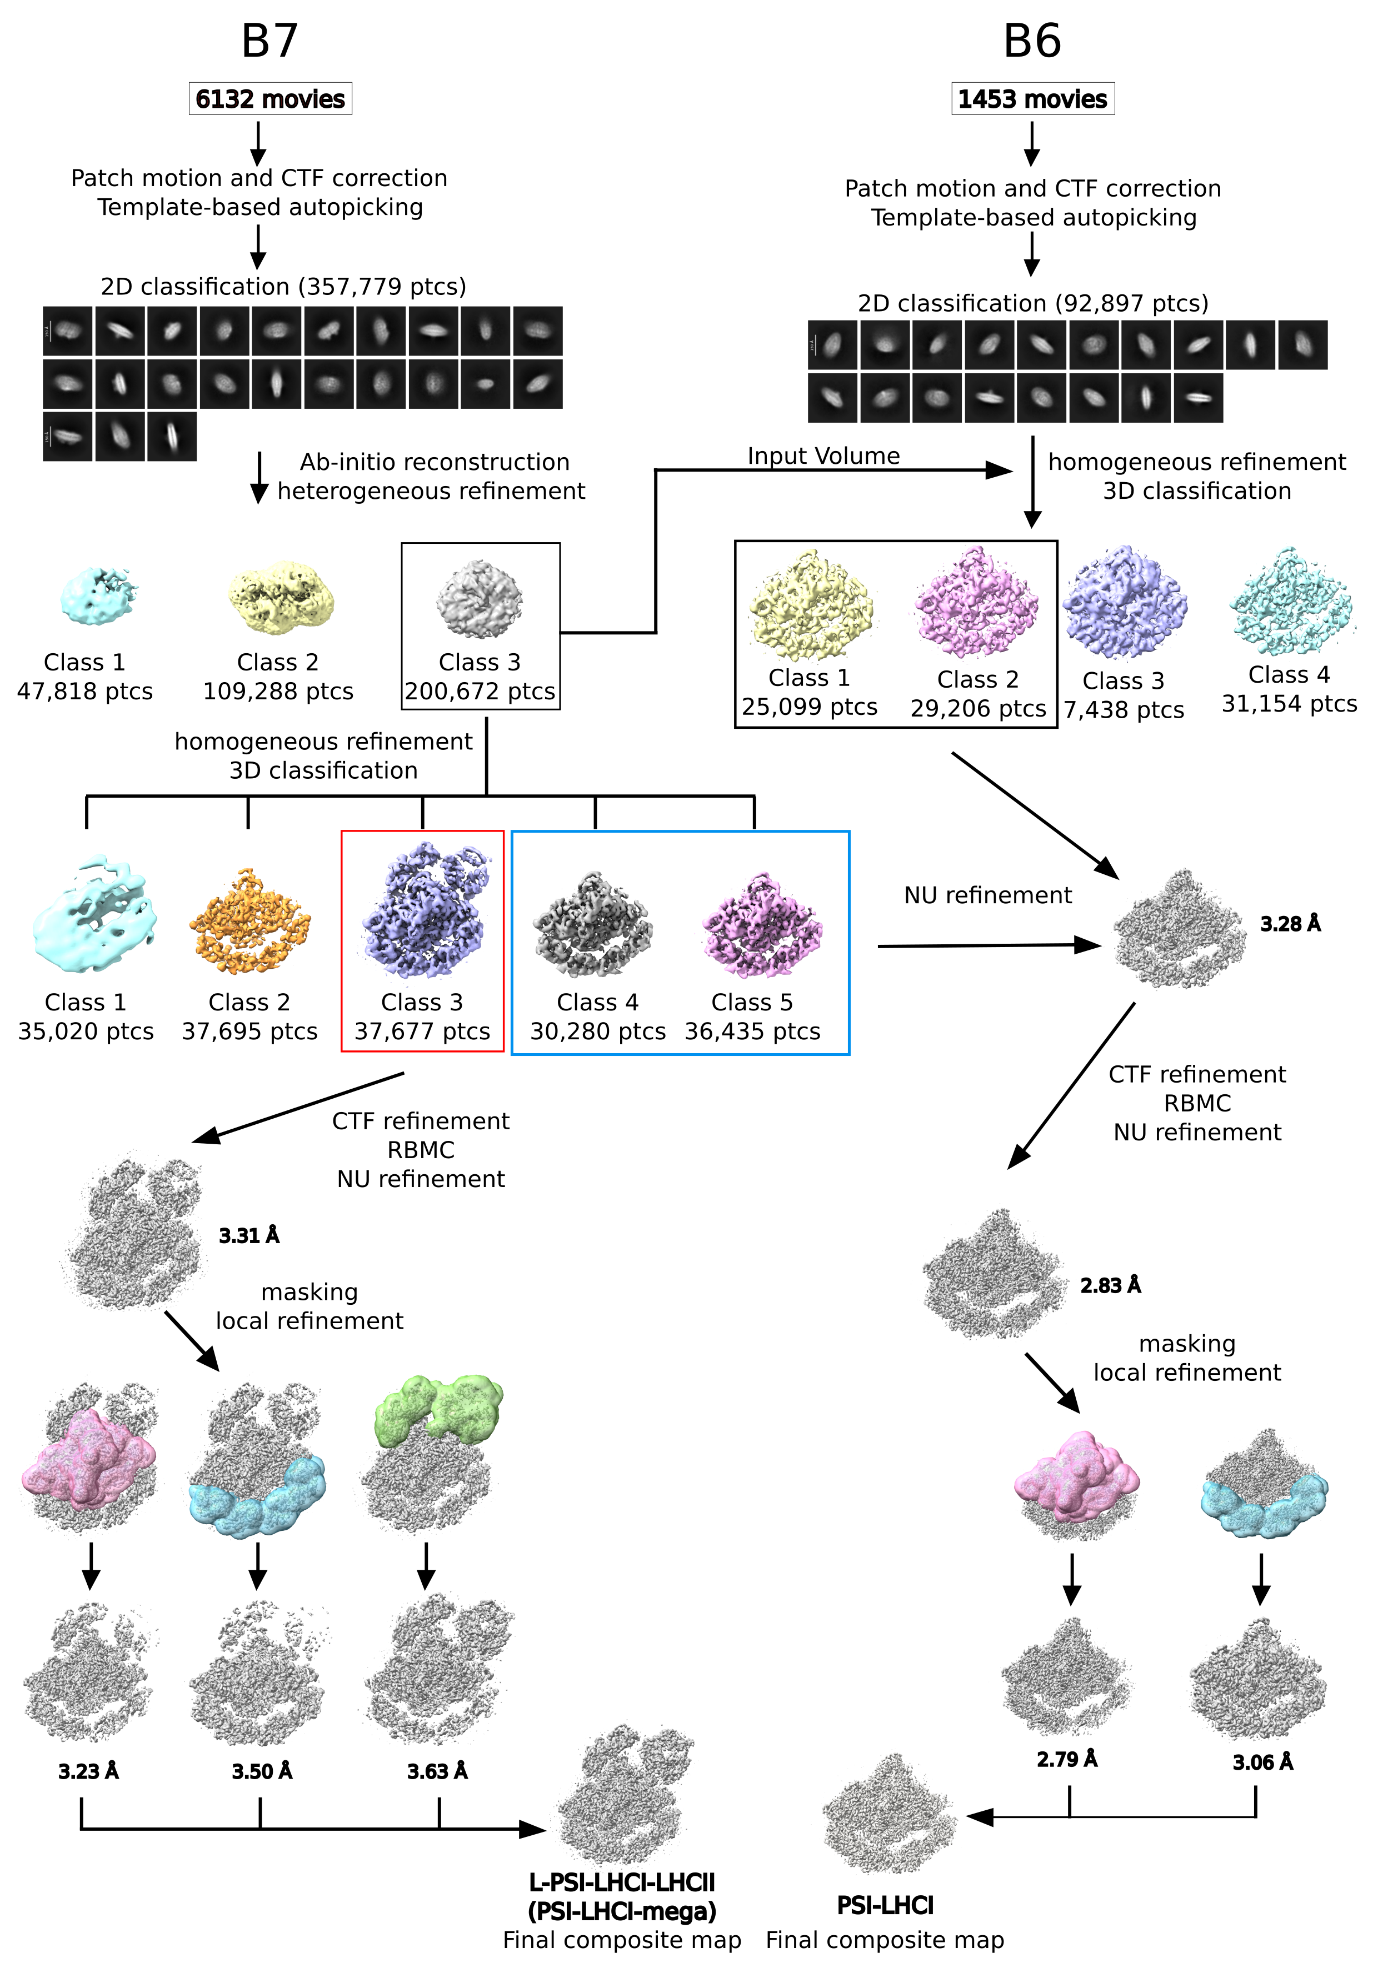 B7
6132 movies
Patch motion and CTF correction
Template-based autopicking
2D classification (357,779 ptcs)
Ab-initio reconstruction
heterogeneous refinement
Class 1
47,818 ptcs
Class 2
109,288 ptcs
Class 3
200,672 ptcs
homogeneous refinement
3D classification
Class 1
35,020 ptcs
Class 2
37,695 ptcs
Class 3
37,677 ptcs
Class 4
30,280 ptcs
Class 5
36,435 ptcs
CTF refinement
RBMC
NU refinement
3.31 Å
masking
local refinement
3.23 Å
3.50 Å
3.63 Å
L-PSI-LHCI-LHCII
(PSI-LHCI-mega)
Final composite map
B6
1453 movies
Patch motion and CTF correction
Template-based autopicking
2D classification (92,897 ptcs)
Input Volume
homogeneous refinement
3D classification
Class 1
25,099 ptcs
Class 2
29,206 ptcs
Class 3
7,438 ptcs
Class 4
31,154 ptcs
NU refinement
3.28 Å
CTF refinement
RBMC
NU refinement
2.83 Å
masking
local refinement
2.79 Å
3.06 Å
PSI-LHCI
Final composite map